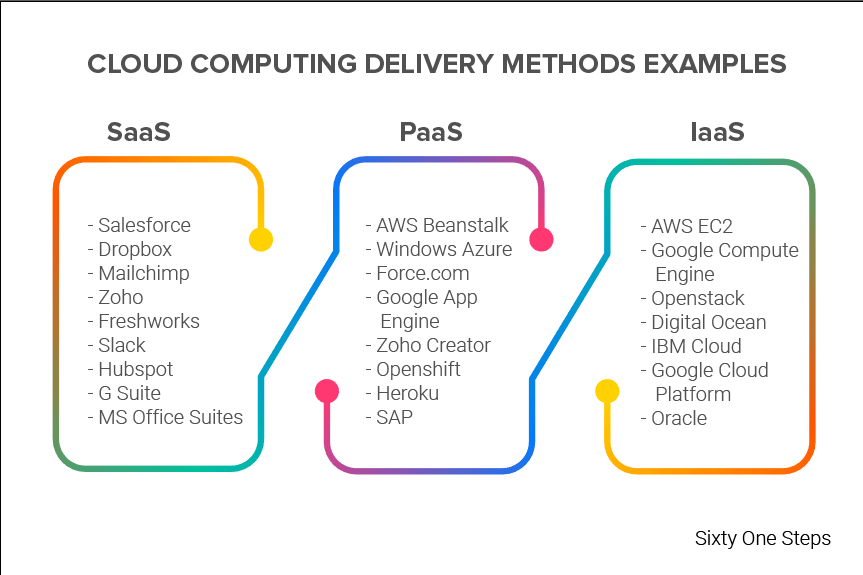 CLOUD COMPUTING DELIVERY METHODS EXAMPLES
SaaS
- Salesforce
- Dropbox
- Mailchimp
- Zoho
- Freshworks
- Slack
- Hubspot
- G Suite
- MS Office Suites
PaaS
- AWS Beanstalk
- Windows Azure
- Force.com
- Google App
Engine
- Zoho Creator
- Openshift
- Heroku
- SAP
IaaS
- AWS EC2
- Google Compute
Engine
- Openstack
- Digital Ocean
- IBM Cloud
- Google Cloud
Platform
- Oracle
Sixty One Steps